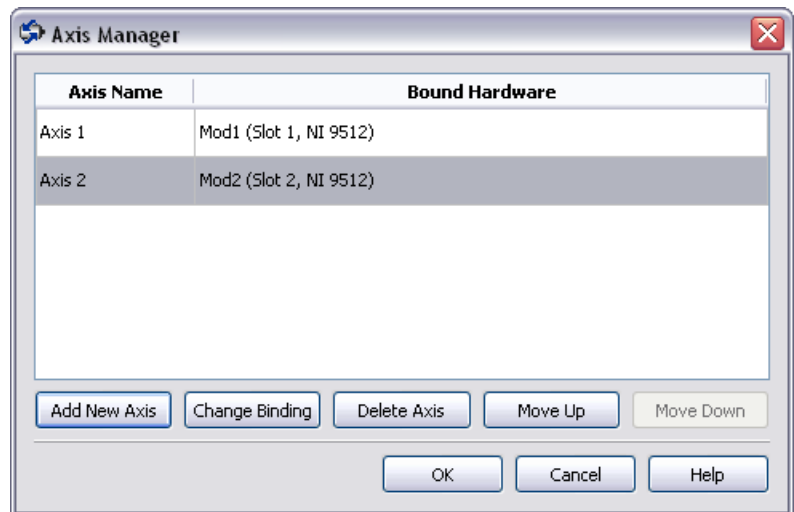 Axis Manager
Axis Name Bound Hardware
Axis 1 Mod1 (Slot 1, NI 9512)
Axis 2 Mod2 (Slot 2, NI 9512)
Add New Axis Change Binding Delete Axis Move Up Move Down
OK Cancel Help